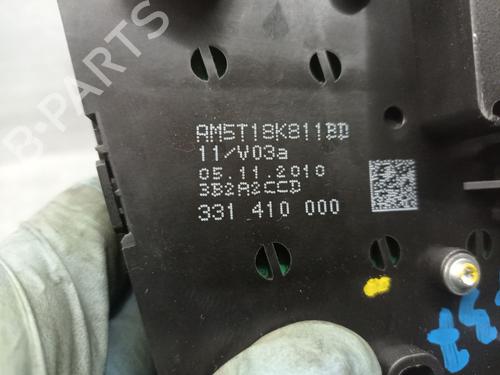 B-PARTS
AM5T18K811BD
11/V03a
05.11.2010
3B2A2CCD
331 410 000